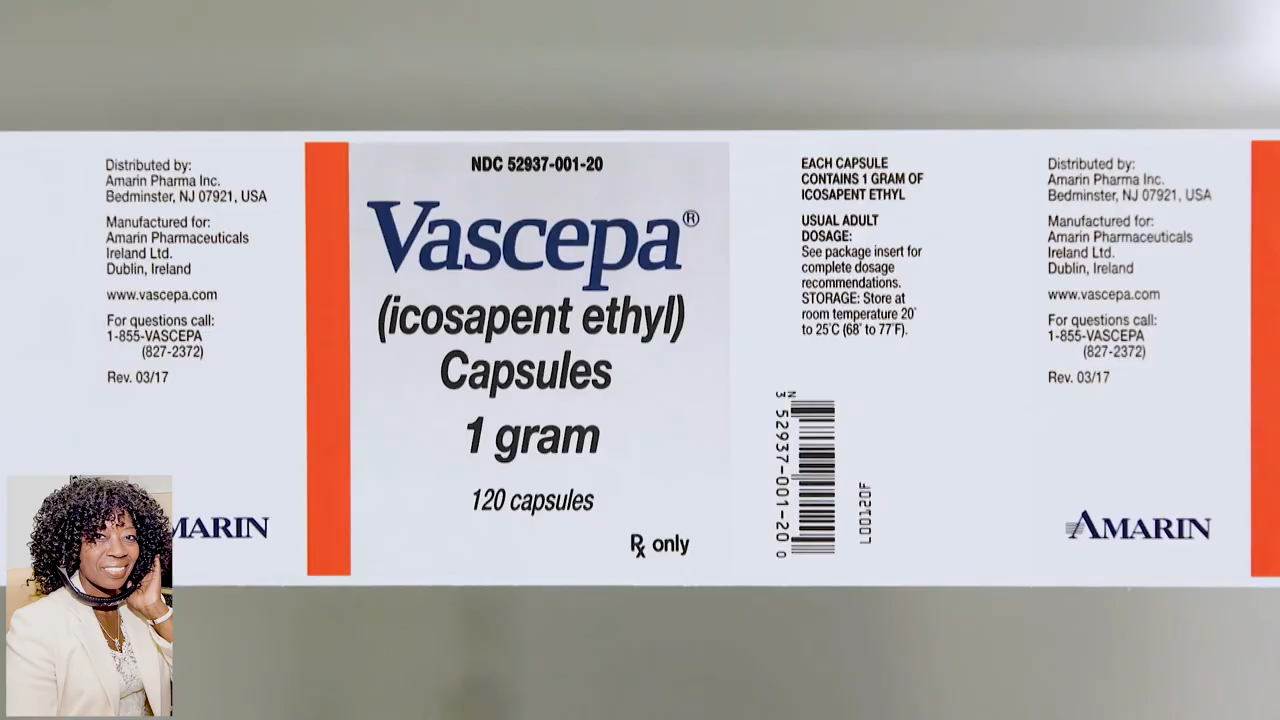 Distributed by:
Amarin Pharma Inc.
Bedminster, NJ 07921, USA
Manufactured for:
Amarin Pharmaceuticals
Ireland Ltd.
Dublin, Ireland
www.vascepa.com
For questions call:
1-855-VASCEPA
(827-2372)
Rev. 03/17
MARIN
NDC 52937-001-20
Vascepa®
(icosapent ethyl)
Capsules
1 gram
120 capsules
Rx only
EACH CAPSULE
CONTAINS 1 GRAM OF
ICOSAPENT ETHYL
USUAL ADULT
DOSAGE:
See package insert for
complete dosage
recommendations.
STORAGE: Store at
room temperature 20°
to 25°C (68° to 77°F).
N
3 52937-001-20 0
L00120F
Distributed by:
Amarin Pharma Inc.
Bedminster, NJ 07921, USA
Manufactured for:
Amarin Pharmaceuticals
Ireland Ltd.
Dublin, Ireland
www.vascepa.com
For questions call:
1-855-VASCEPA
(827-2372)
Rev. 03/17
AMARIN